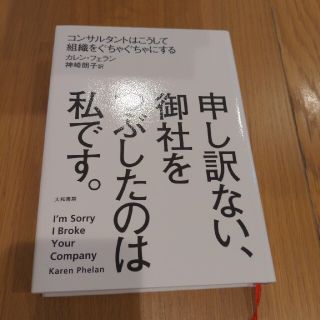 コンサルタントはこうして
組織をぐちゃぐちゃにする
カレン・フェラン
神崎朗子 訳
申し訳ない、
御社を
つぶしたのは
私です。
大和書房
I'm Sorry
I Broke
Your
Company
Karen Phelan